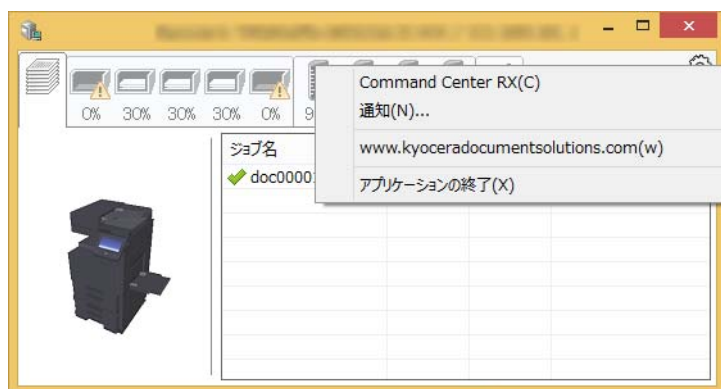 Command Center RX(C)
通知(N)...
www.kyoceradocumentsolutions.com(w)
アプリケーションの終了(X)
0% 30% 30% 30% 0% 9
ジョブ名
doc0000